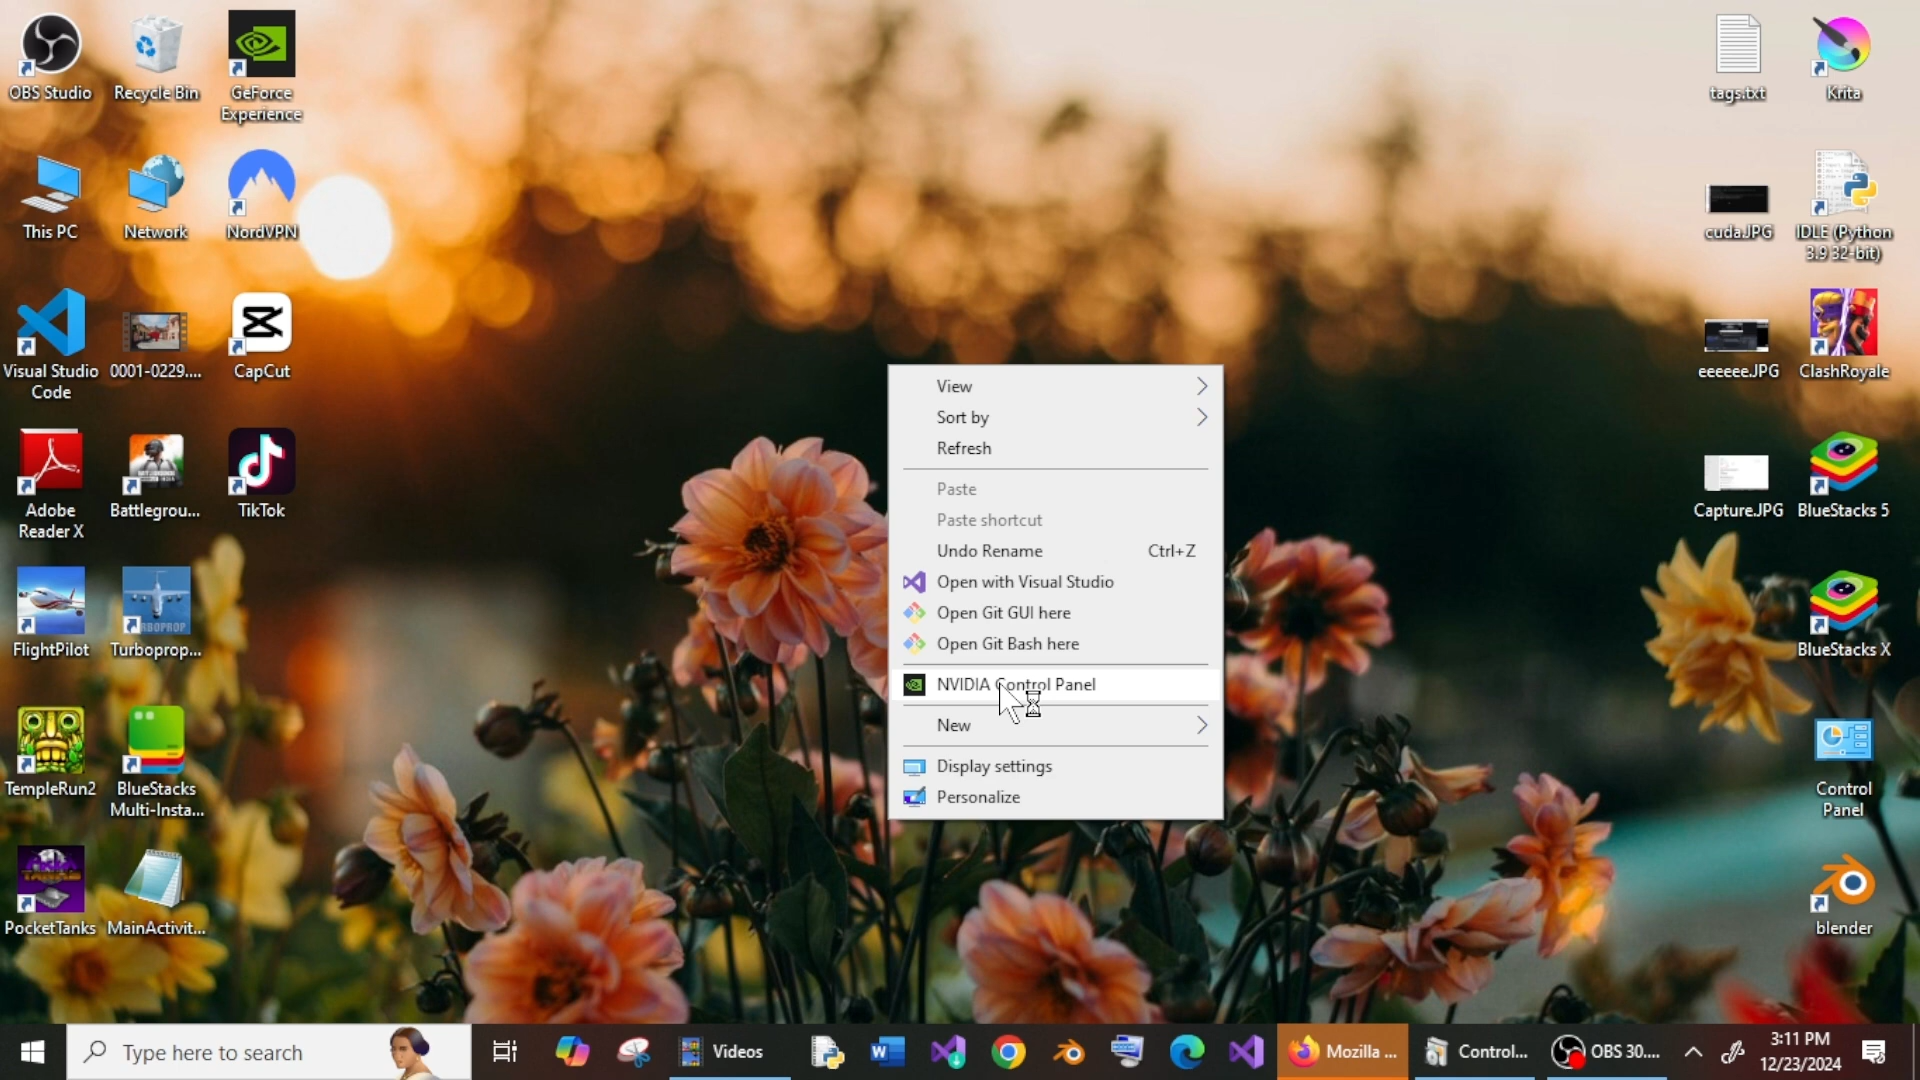 OBS Studio
Recycle Bin
GeForce
Experience
This PC
Network
NordVPN
Visual Studio
Code
0001-0229....
CapCut
Adobe
Reader X
Battlegrou...
TikTok
FlightPilot
Turboprop...
TempleRun2
BlueStacks
Multi-Insta...
PocketTanks
MainActivit...
View
Sort by
Refresh
Paste
Paste shortcut
Undo Rename Ctrl+Z
Open with Visual Studio
Open Git GUI here
Open Git Bash here
NVIDIA Control Panel
New
Display settings
Personalize
tags.txt
Krita
cuda.JPG
IDLE (Python
3.9 32-bit)
eeeeee.JPG
ClashRoyale
Capture.JPG
BlueStacks 5
BlueStacks X
Control
Panel
blender
Type here to search
Videos
Mozilla ...
Control...
OBS 30....
3:11 PM
12/23/2024